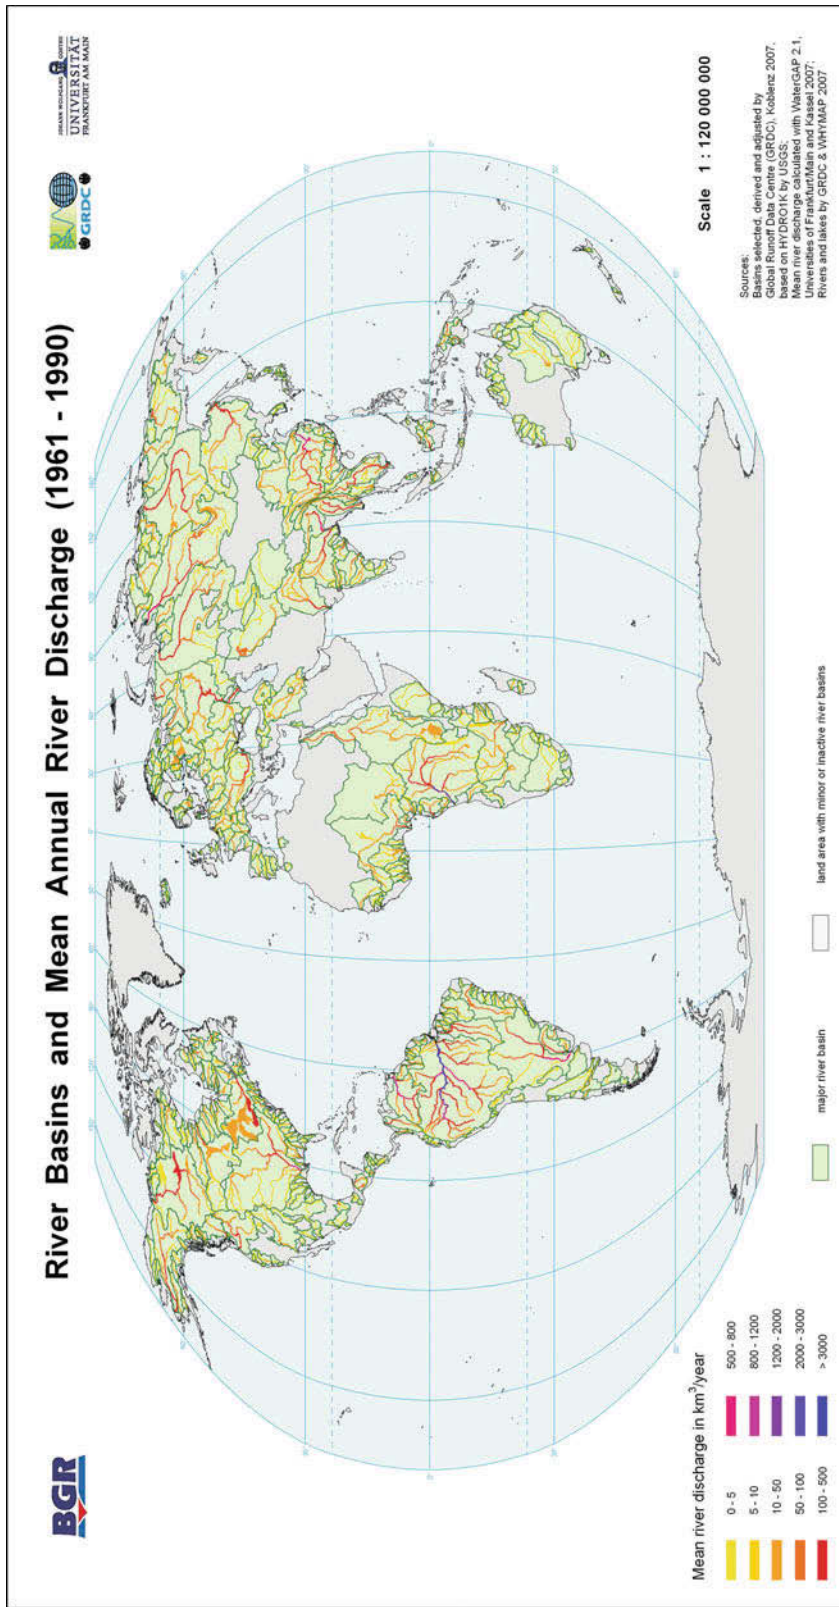 BGR
River Basins and Mean Annual River Discharge (1961 - 1990)
GRDC
JOHANN WOLFGANG GOETHE
UNIVERSITÄT
FRANKFURT AM MAIN
Scale 1 : 120 000 000
Sources:
Basins selected, derived and adjusted by
Global Runoff Data Centre (GRDC), Koblenz 2007,
based on HYDRO1K by USGS;
Mean river discharge calculated with WaterGAP 2.1,
Universities of Frankfurt/Main and Kassel 2007;
Rivers and lakes by GRDC & WHYMAP 2007
Mean river discharge in km³/year
0 - 5
5 - 10
10 - 50
50 - 100
100 - 500
500 - 800
800 - 1200
1200 - 2000
2000 - 3000
> 3000
major river basin
land area with minor or inactive river basins